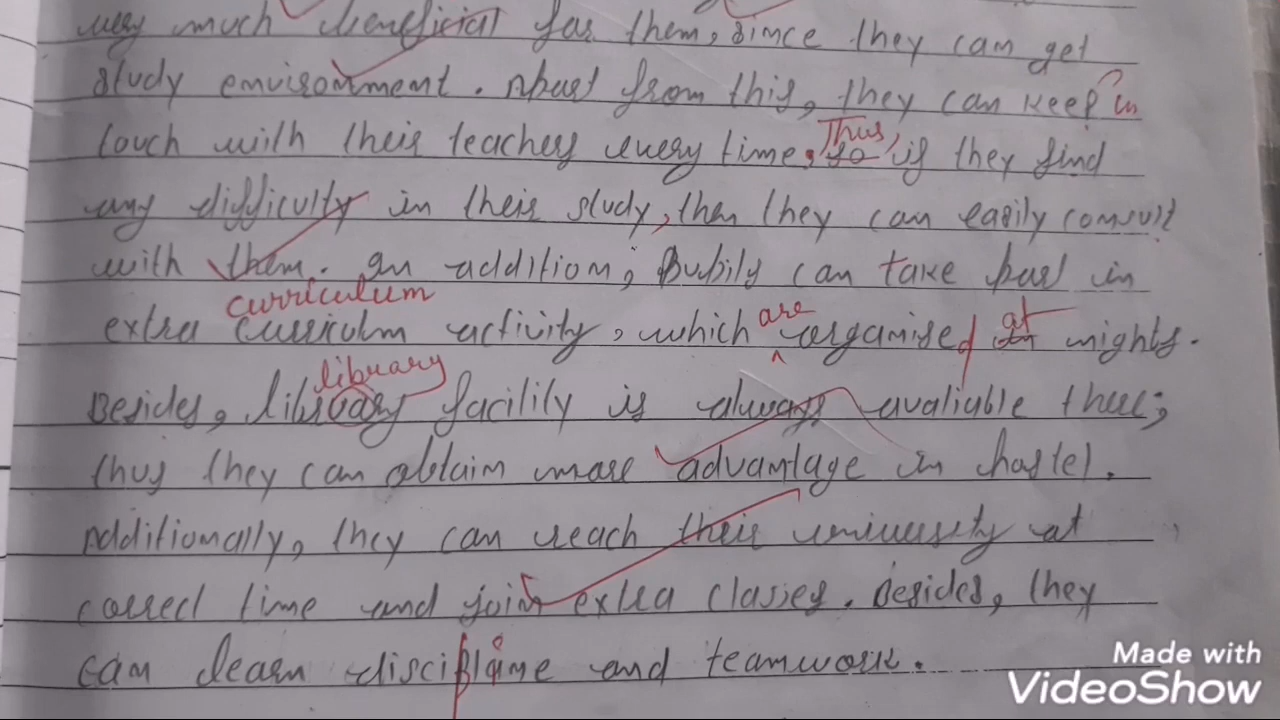 very much beneficial for them, since they can get
study environment. Apart from this, they can keep in
touch with their teachers every time. Thus, so if they find
any difficulty in their study, then they can easily consult
with them. In addition, Pupils can take part in
curriculum
extra curriculm activity, which are organised at in nights.
library
Besides, library facility is always avaliable there;
thus they can obtain more advantage in hostel.
Additionally, they can reach their university at
correct time and join extra classes. Besides, they
can learn discipline and teamwork.
Made with
VideoShow